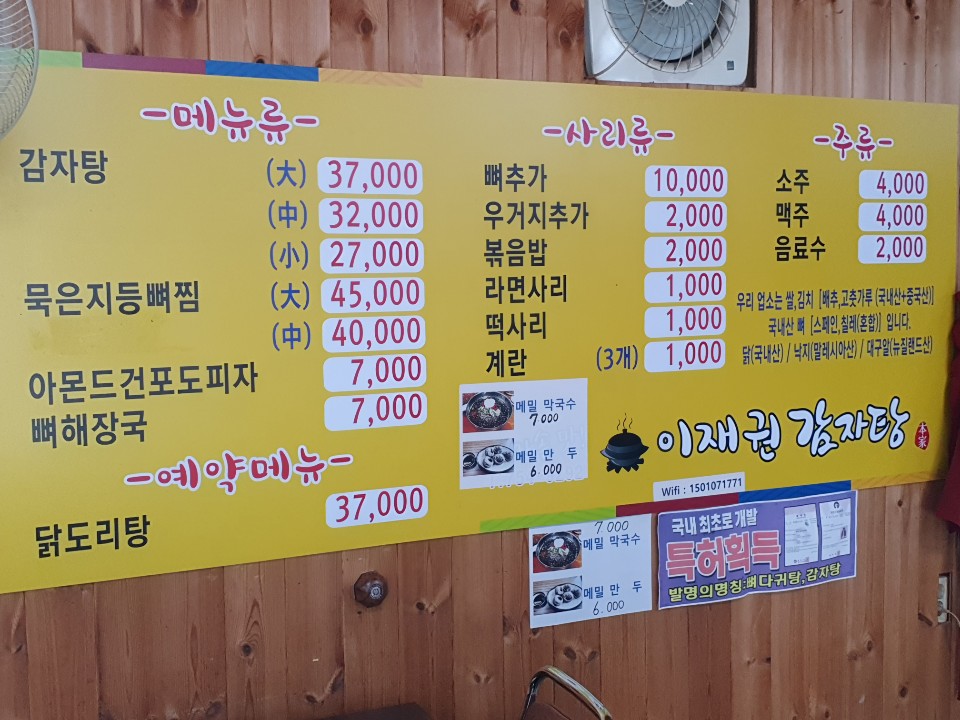 -메뉴류-
감자탕 (大) 37,000
(中) 32,000
(小) 27,000
묵은지등뼈찜 (大) 45,000
(中) 40,000
아몬드건포도피자 7,000
뼈해장국 7,000
-예약메뉴-
닭도리탕 37,000
-사리류-
뼈추가 10,000
우거지추가 2,000
볶음밥 2,000
라면사리 1,000
떡사리 1,000
계란 (3개) 1,000
메밀 막국수
7.000
메밀 만 두
6.000
-주류-
소주 4,000
맥주 4,000
음료수 2,000
우리 업소는 쌀,김치 [배추,고춧가루 (국내산+중국산)]
국내산 뼈 [스페인,칠레(혼합)] 입니다.
닭(국내산) / 낙지(말레시아산) / 대구알(뉴질랜드산)
이재권 감자탕 本家
Wifi : 1501071771
7000
메밀 막국수
메밀 만 두
6.000
국내 최초로 개발
특허획득
발명의명칭:뼈다귀탕,감자탕